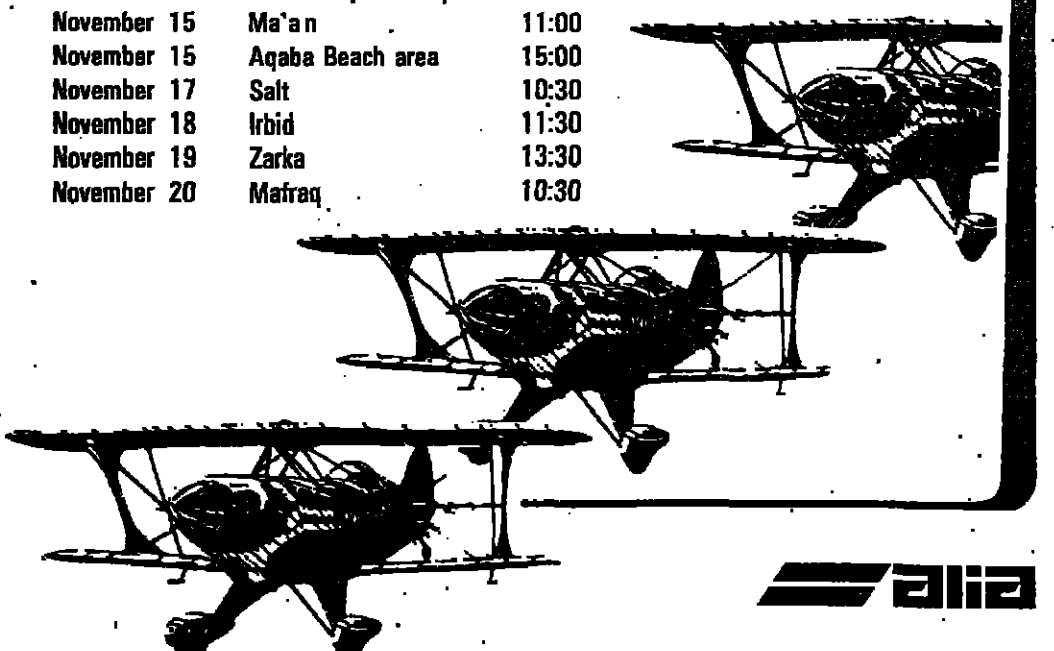 November 15 Ma'an 11:00
November 15 Aqaba Beach area 15:00
November 17 Salt 10:30
November 18 Irbid 11:30
November 19 Zarka 13:30
November 20 Mafraq 10:30
alia